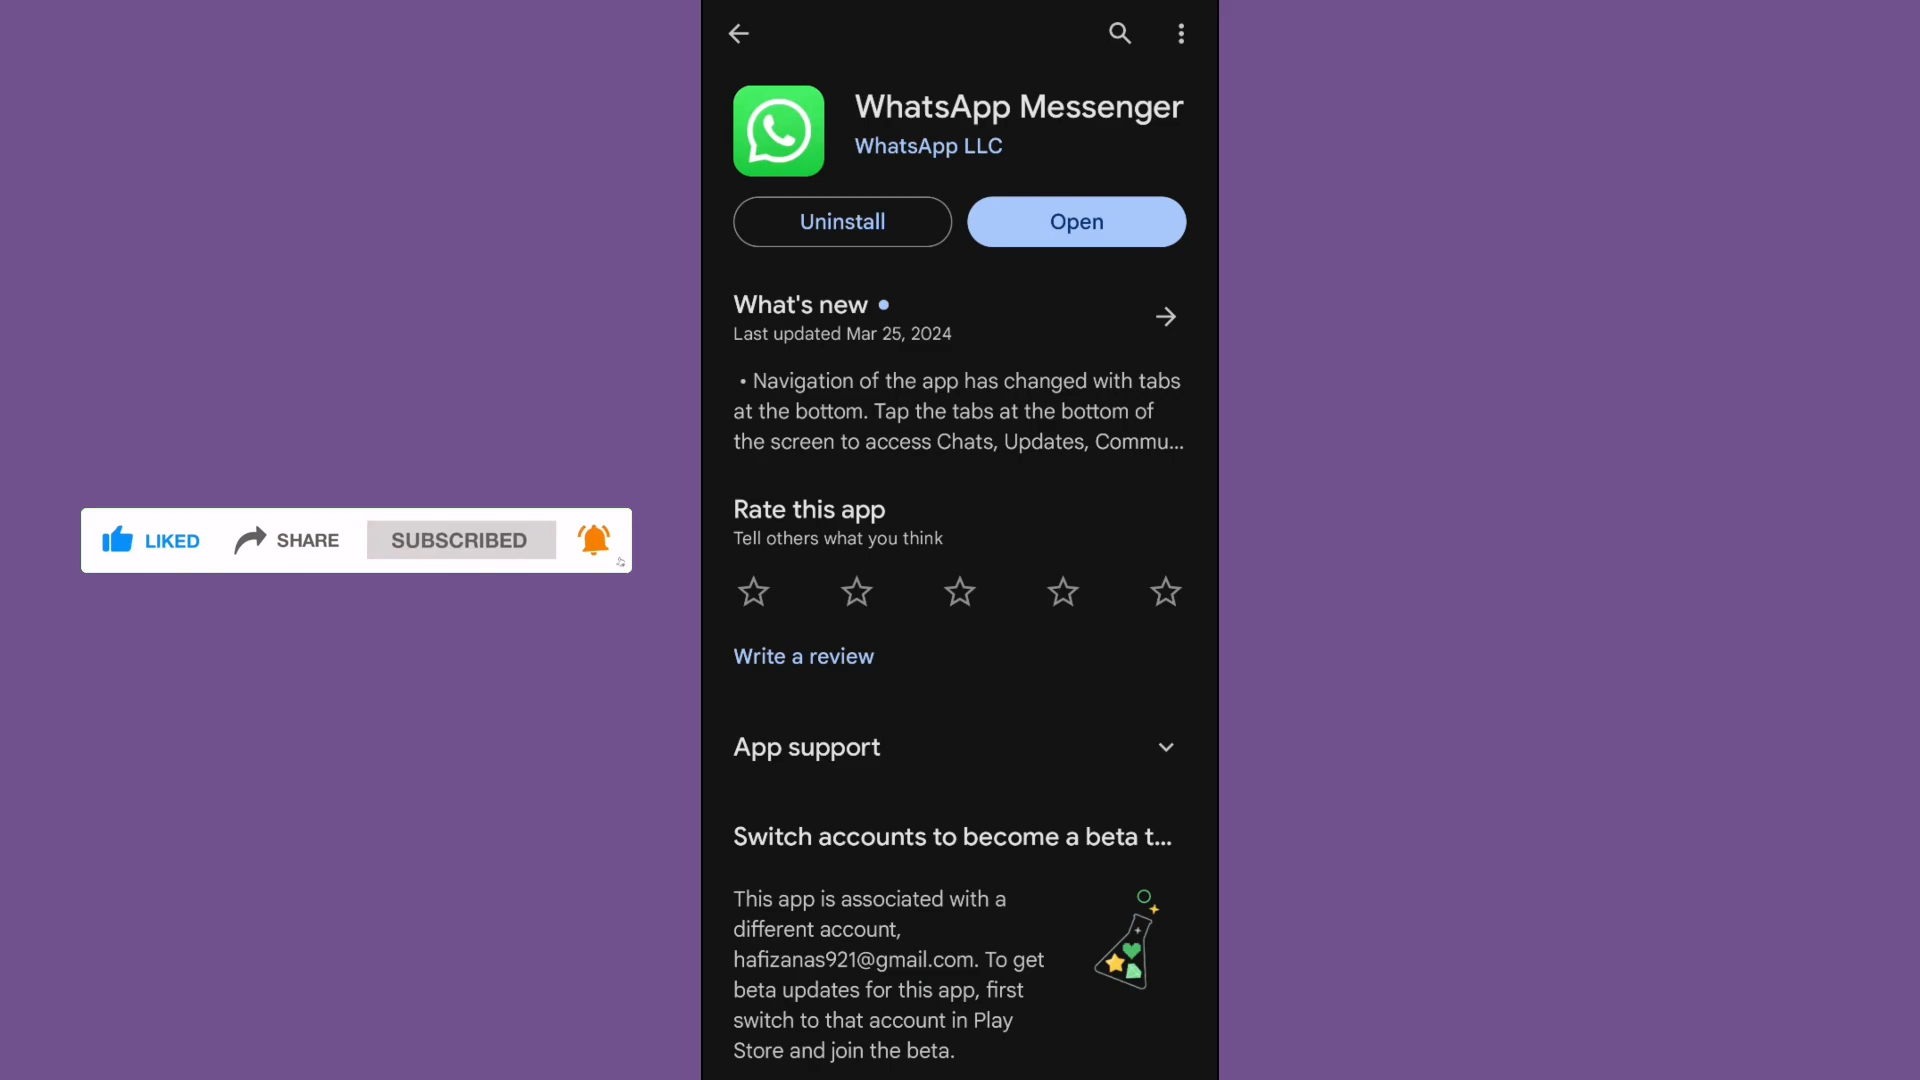 WhatsApp Messenger
WhatsApp LLC
Uninstall
Open
What's new
Last updated Mar 25, 2024
• Navigation of the app has changed with tabs
at the bottom. Tap the tabs at the bottom of
the screen to access Chats, Updates, Commu...
Rate this app
Tell others what you think
Write a review
App support
Switch accounts to become a beta t...
This app is associated with a
different account,
hafizanas921@gmail.com. To get
beta updates for this app, first
switch to that account in Play
Store and join the beta.
LIKED
SHARE
SUBSCRIBED